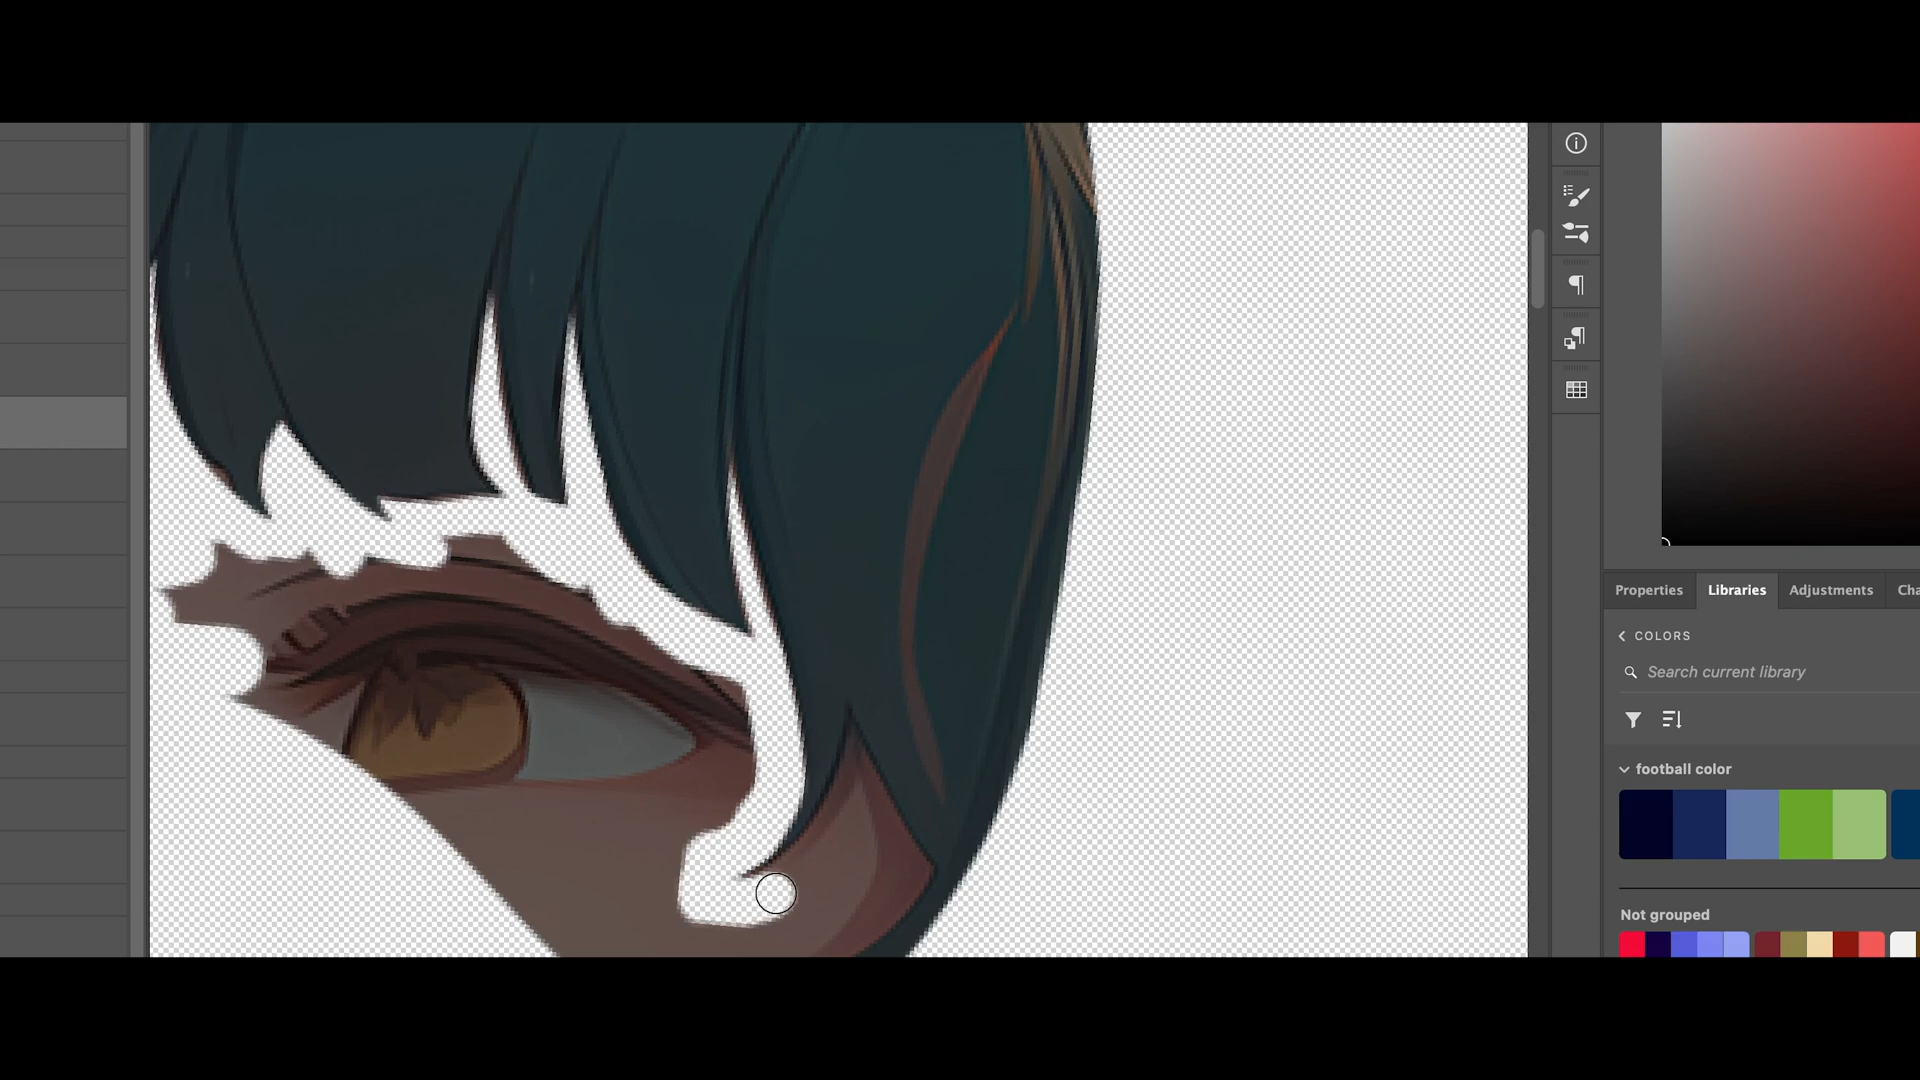 Properties Libraries Adjustments Cha
COLORS
Search current library
football color
Not grouped